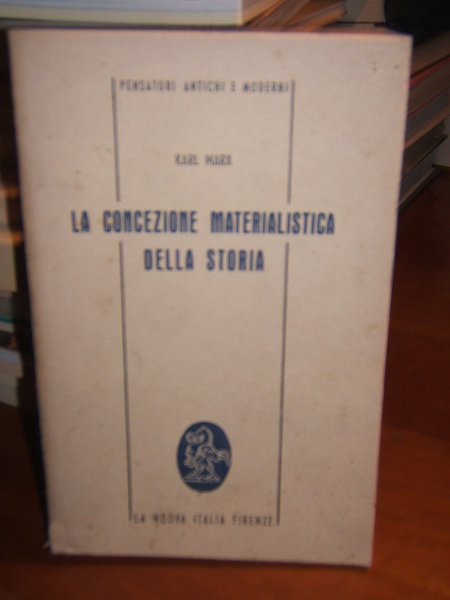 PENSATORI ANTICHI E MODERNI
KARL MARX
LA CONCEZIONE MATERIALISTICA
DELLA STORIA
LA NUOVA ITALIA FIRENZE